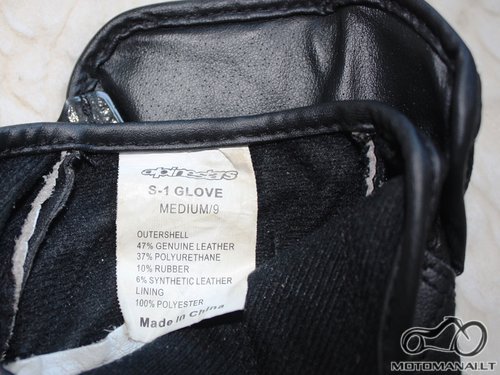 alpinestars
S-1 GLOVE
MEDIUM/9
OUTERSHELL
47% GENUINE LEATHER
37% POLYURETHANE
10% RUBBER
6% SYNTHETIC LEATHER
LINING
100% POLYESTER
Made in China
MOTOMANAI.LT